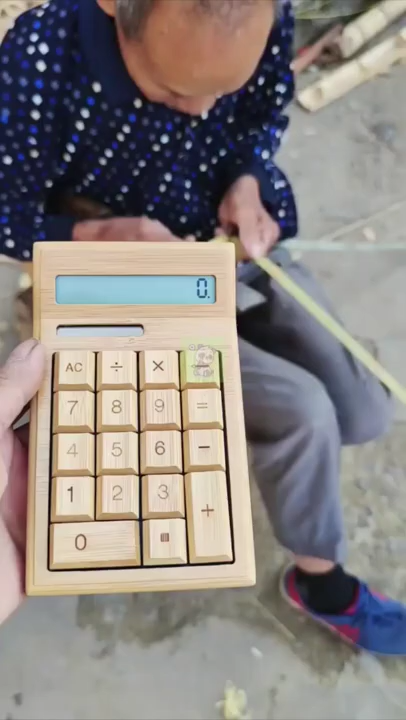 0.
AC ÷ ×
7 8 9 =
4 5 6 −
1 2 3 +
0